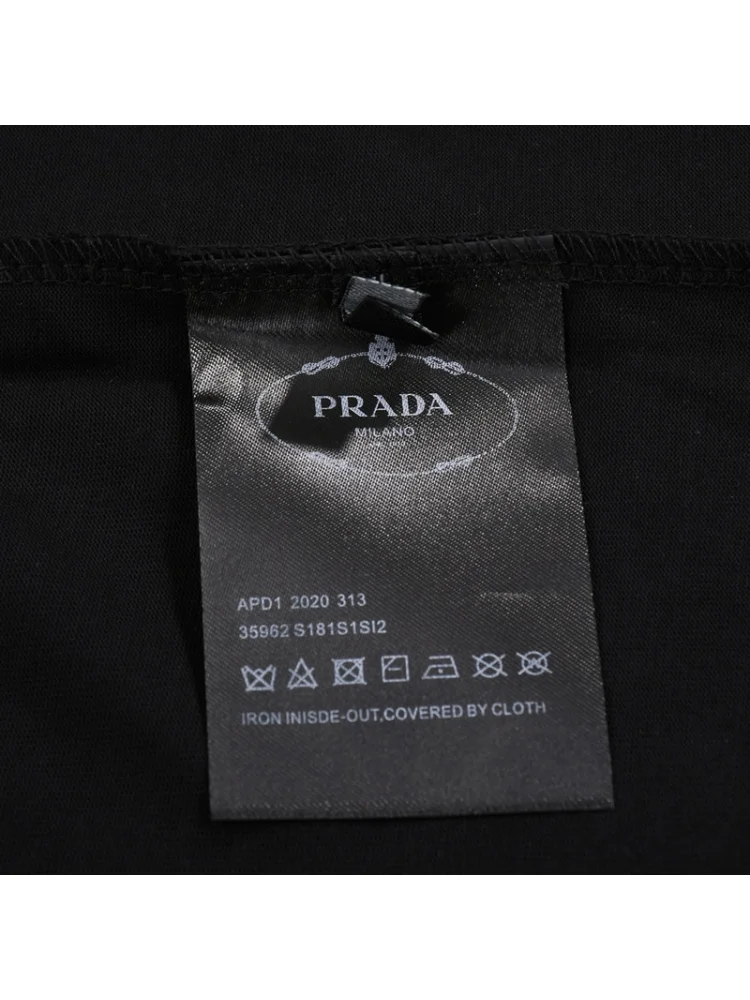 PRADA
MILANO
APD1 2020 313
35962 S181S1SI2
IRON INISDE-OUT,COVERED BY CLOTH